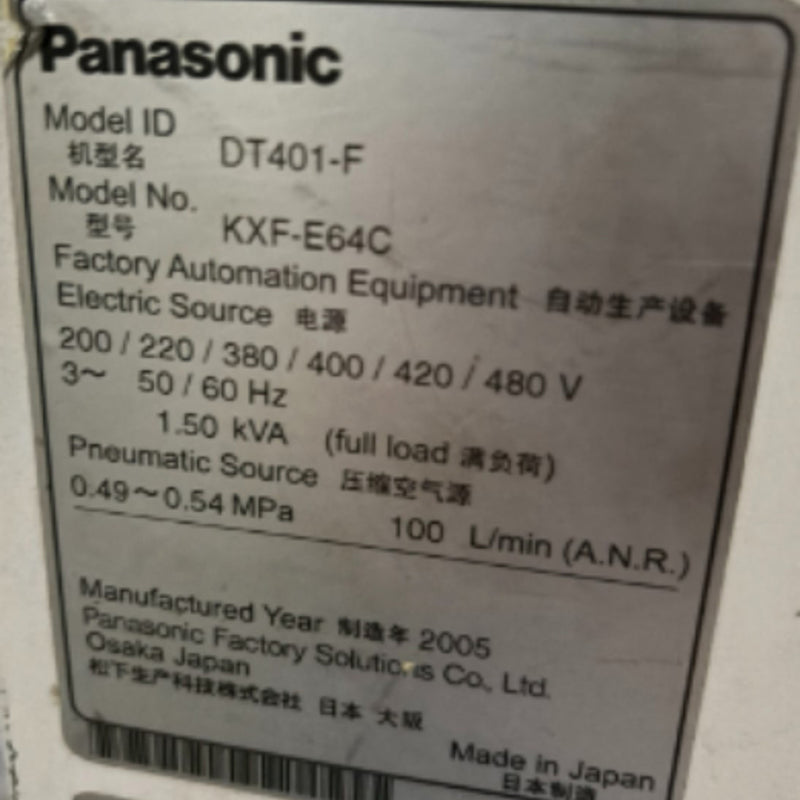 Panasonic
Model ID
机型名 DT401-F
Model No.
型号 KXF-E64C
Factory Automation Equipment 自动生产设备
Electric Source 电源
200 / 220 / 380 / 400 / 420 / 480 V
3～ 50 / 60 Hz
1.50 kVA (full load 满负荷)
Pneumatic Source 压缩空气源
0.49～0.54 MPa 100 L/min (A.N.R.)
Manufactured Year 制造年 2005
Panasonic Factory Solutions Co., Ltd.
Osaka Japan
松下生产科技株式会社 日本 大阪
Made in Japan
日本制造